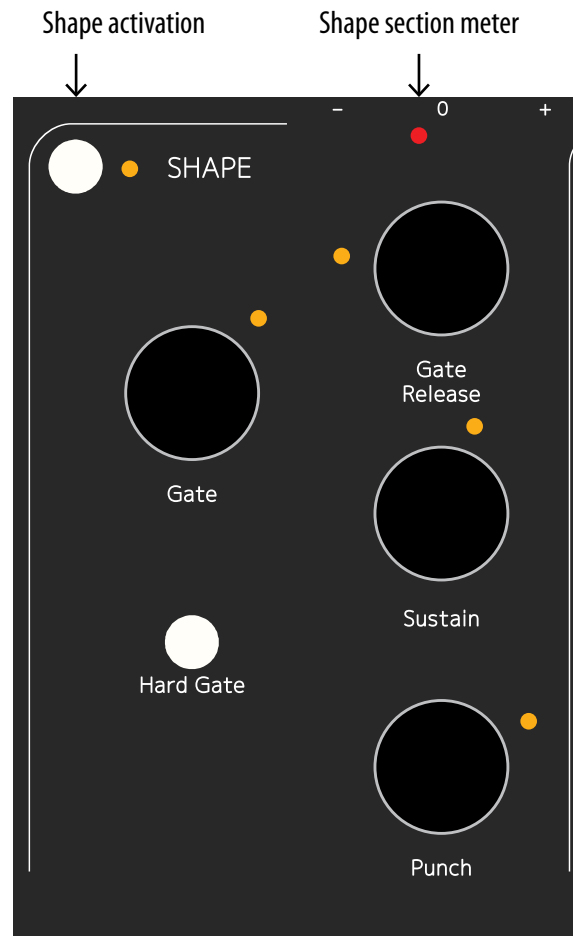 Shape activation
Shape section meter
- 0 +
SHAPE
Gate
Release
Gate
Sustain
Hard Gate
Punch